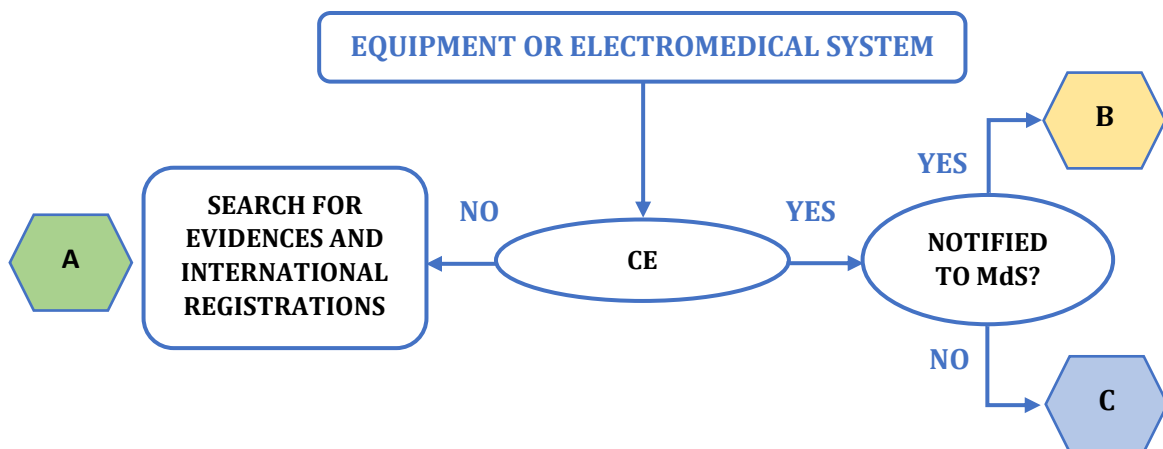 EQUIPMENT OR ELECTROMEDICAL SYSTEM
B
YES
SEARCH FOR
EVIDENCES AND
INTERNATIONAL
REGISTRATIONS
NO
YES
A
CE
NOTIFIED
TO MdS?
NO
C